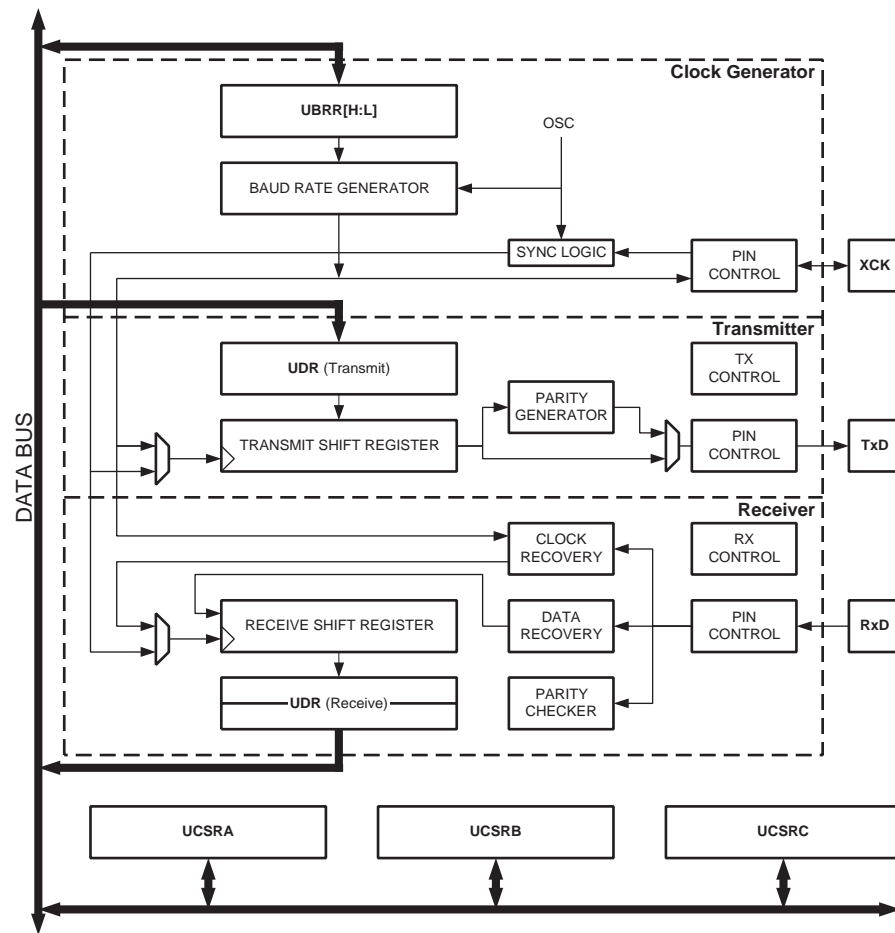 Clock Generator
UBRR[H:L]
OSC
BAUD RATE GENERATOR
SYNC LOGIC
PIN
CONTROL
XCK
Transmitter
UDR (Transmit)
TX
CONTROL
PARITY
GENERATOR
TRANSMIT SHIFT REGISTER
PIN
CONTROL
TxD
DATA BUS
Receiver
CLOCK
RECOVERY
RX
CONTROL
RECEIVE SHIFT REGISTER
DATA
RECOVERY
PIN
CONTROL
RxD
UDR (Receive)
PARITY
CHECKER
UCSRA
UCSRB
UCSRC